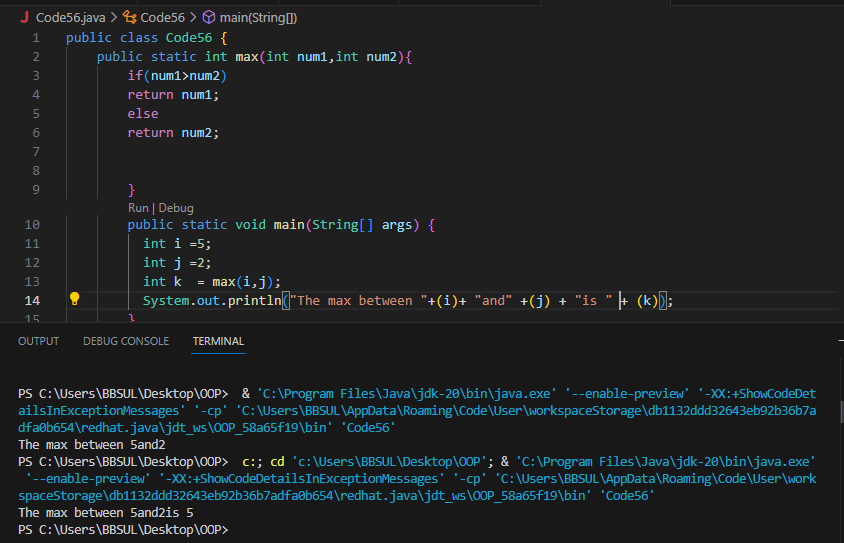 J Code56.java > Code56 > main(String[])
1 public class Code56 {
2 public static int max(int num1,int num2){
3 if(num1>num2)
4 return num1;
5 else
6 return num2;
7
8
9 }
Run | Debug
10 public static void main(String[] args) {
11 int i =5;
12 int j =2;
13 int k  = max(i,j);
14 System.out.println("The max between "+(i)+ "and" +(j) + "is " + (k));
15 }
OUTPUT DEBUG CONSOLE TERMINAL
PS C:\Users\BBSUL\Desktop\OOP>  & 'C:\Program Files\Java\jdk-20\bin\java.exe' '--enable-preview' '-XX:+ShowCodeDet
ailsInExceptionMessages' '-cp' 'C:\Users\BBSUL\AppData\Roaming\Code\User\workspaceStorage\db1132ddd32643eb92b36b7a
dfa0b654\redhat.java\jdt_ws\OOP_58a65f19\bin' 'Code56'
The max between 5and2
PS C:\Users\BBSUL\Desktop\OOP>  c:; cd 'c:\Users\BBSUL\Desktop\OOP'; & 'C:\Program Files\Java\jdk-20\bin\java.exe'
'--enable-preview' '-XX:+ShowCodeDetailsInExceptionMessages' '-cp' 'C:\Users\BBSUL\AppData\Roaming\Code\User\work
spaceStorage\db1132ddd32643eb92b36b7adfa0b654\redhat.java\jdt_ws\OOP_58a65f19\bin' 'Code56'
The max between 5and2is 5
PS C:\Users\BBSUL\Desktop\OOP>